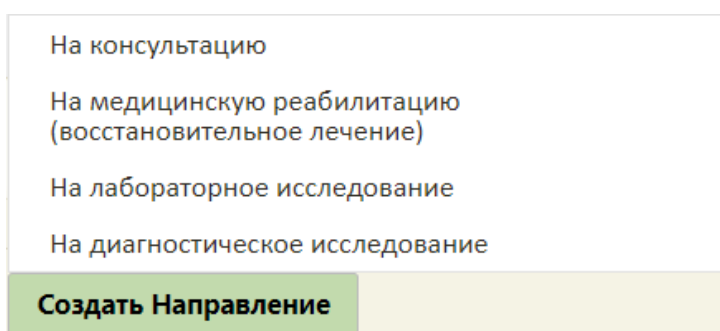 На консультацию
На медицинскую реабилитацию
(восстановительное лечение)
На лабораторное исследование
На диагностическое исследование
Создать Направление